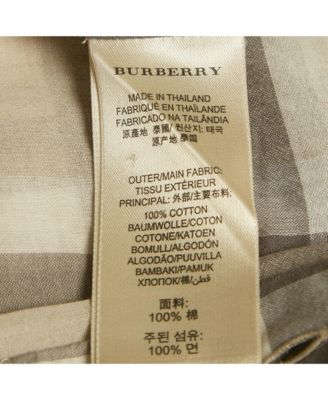 BURBERRY
MADE IN THAILAND
FABRIQUÉ EN THAÏLANDE
FABRICADO NA TAILÂNDIA
原產地/ 원산지: 태국
原产地: 泰国
OUTER/MAIN FABRIC:
TISSU EXTÉRIEUR
PRINCIPAL: 外部/主要布料:
100% COTTON
BAUMWOLLE/COTON
COTONE/KATOEN
BOMULL/ALGODÓN
ALGODÃO/PUUVILLA
BAMBAKI/PAMUK
ХЛОПОК/棉/قطن
面料:
100% 棉
주된 섬유:
100% 면